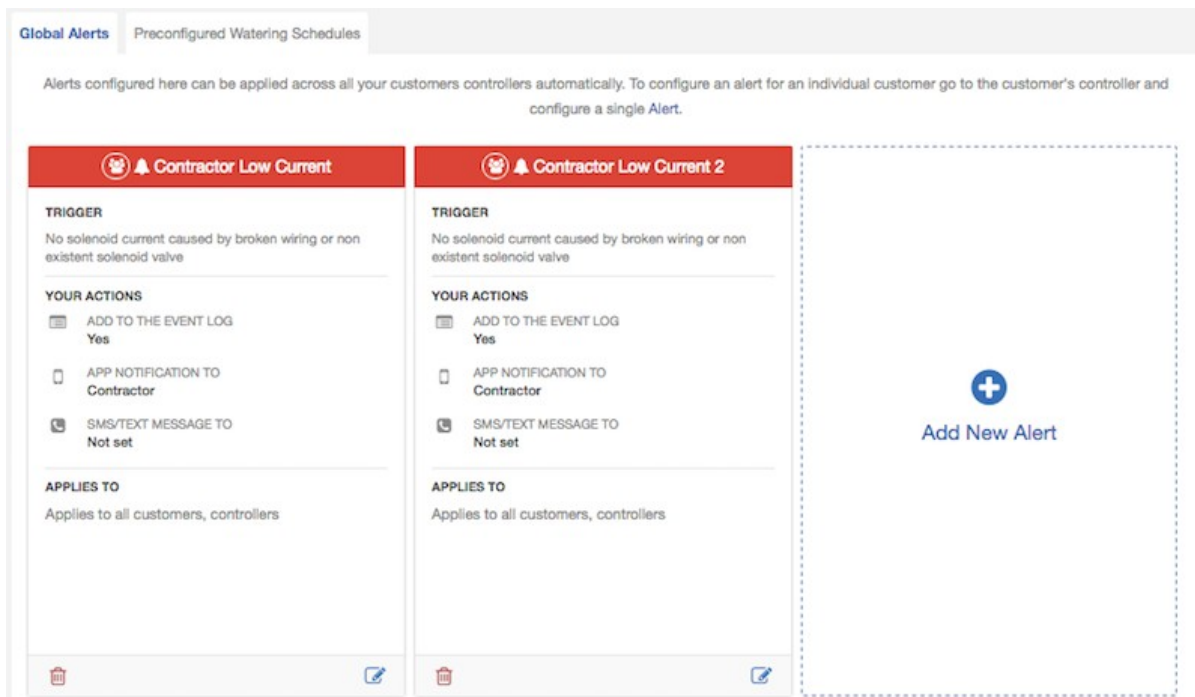 Global Alerts
Preconfigured Watering Schedules
Alerts configured here can be applied across all your customers controllers automatically. To configure an alert for an individual customer go to the customer's controller and
configure a single Alert.
Contractor Low Current
TRIGGER
No solenoid current caused by broken wiring or non
existent solenoid valve
YOUR ACTIONS
ADD TO THE EVENT LOG
Yes
APP NOTIFICATION TO
Contractor
SMS/TEXT MESSAGE TO
Not set
APPLIES TO
Applies to all customers, controllers
Contractor Low Current 2
TRIGGER
No solenoid current caused by broken wiring or non
existent solenoid valve
YOUR ACTIONS
ADD TO THE EVENT LOG
Yes
APP NOTIFICATION TO
Contractor
SMS/TEXT MESSAGE TO
Not set
APPLIES TO
Applies to all customers, controllers
Add New Alert